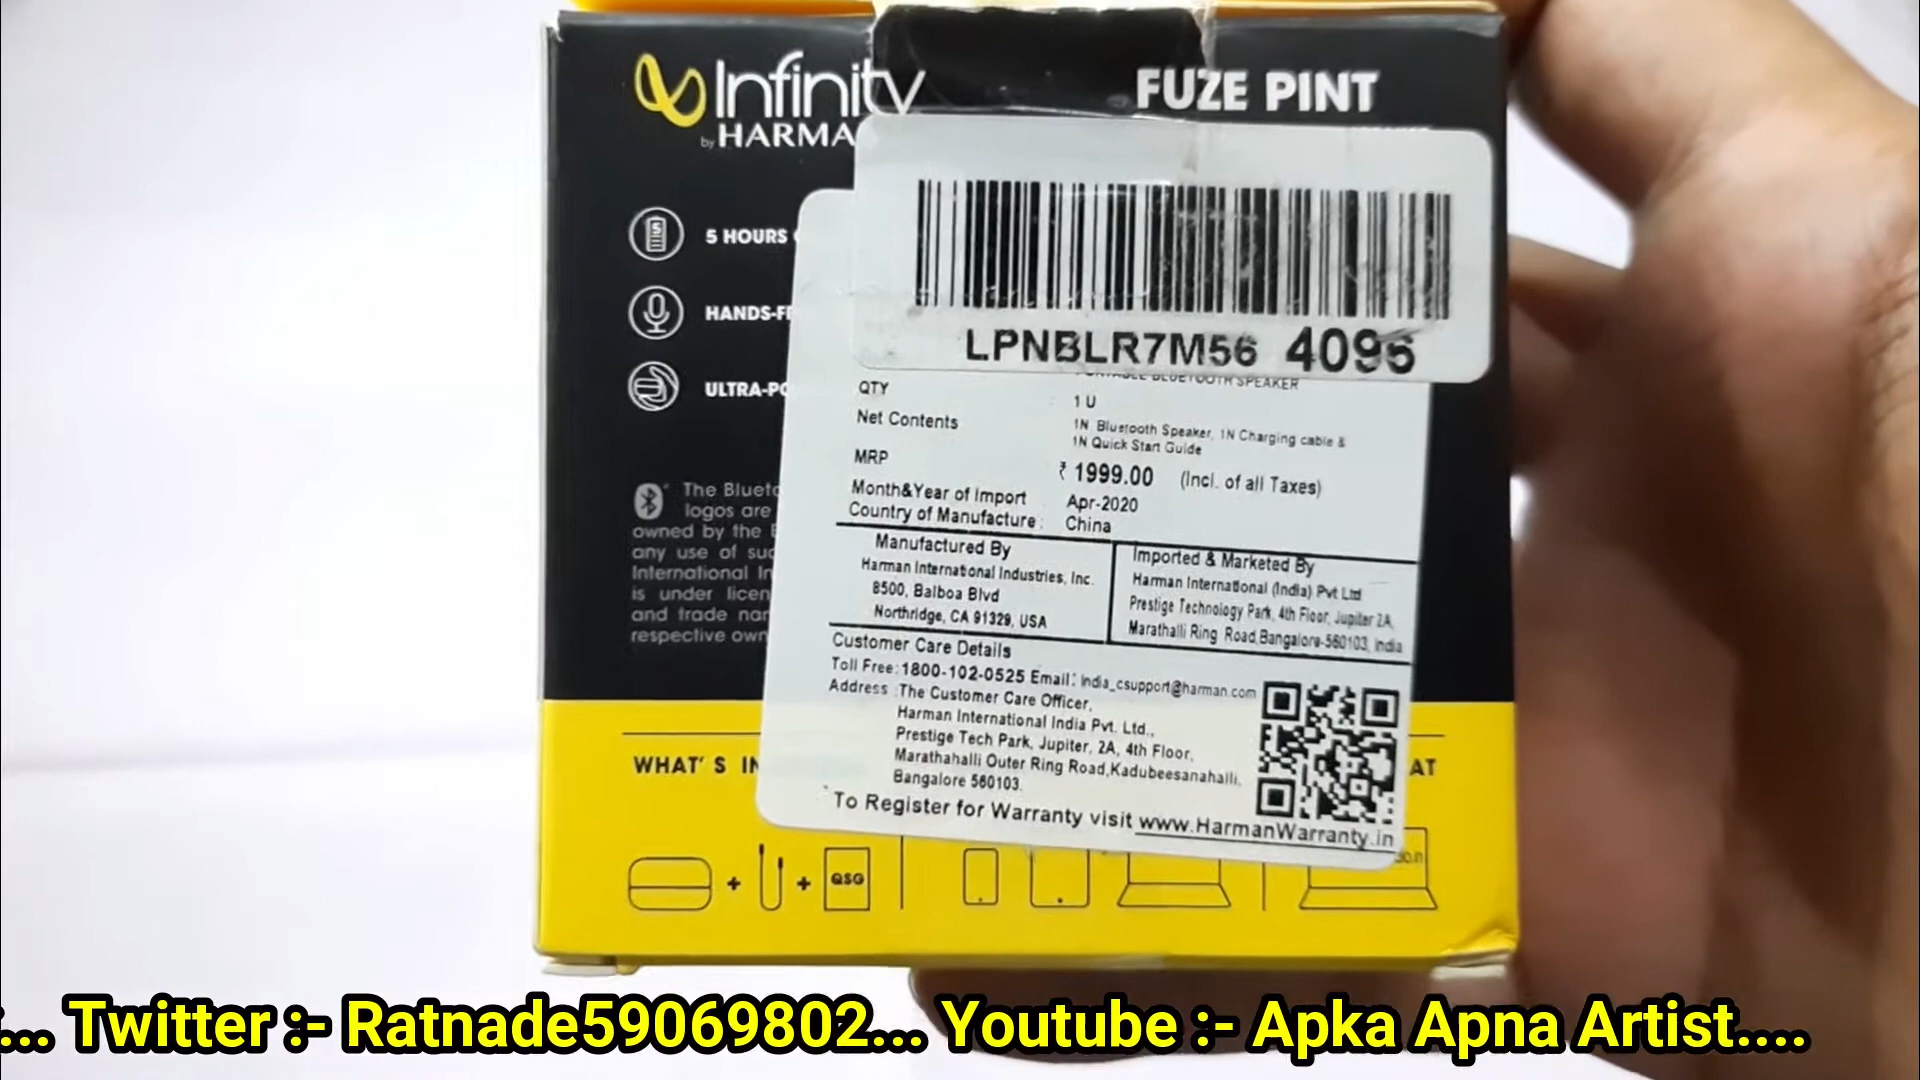 Infinity
by HARMA
FUZE PINT
5 HOURS
HANDS-F
ULTRA-PO
LPNBLR7M56 4096
PORTABLE BLUETOOTH SPEAKER
QTY 1 U
Net Contents 1N Bluetooth Speaker, 1N Charging cable &
1N Quick Start Guide
MRP ₹ 1999.00 (Incl. of all Taxes)
Month&Year of Import Apr-2020
Country of Manufacture : China
Manufactured By
Harman International Industries, Inc.
8500, Balboa Blvd
Northridge, CA 91329, USA
Imported & Marketed By
Harman International (India) Pvt Ltd
Prestige Technology Park, 4th Floor, Jupiter 2A,
Marathalli Ring Road,Bangalore-560103, India
Customer Care Details
Toll Free:1800-102-0525 Email: India_csupport@harman.com
Address :The Customer Care Officer,
Harman International India Pvt. Ltd.,
Prestige Tech Park, Jupiter, 2A, 4th Floor,
Marathahalli Outer Ring Road,Kadubeesanahalli,
Bangalore 560103.
To Register for Warranty visit www.HarmanWarranty.in
The Blueto
logos are
owned by the
any use of suc
International In
is under licen
and trade nar
respective own
WHAT'S IN
AT
+ + QSG
... Twitter :- Ratnade59069802... Youtube :- Apka Apna Artist....